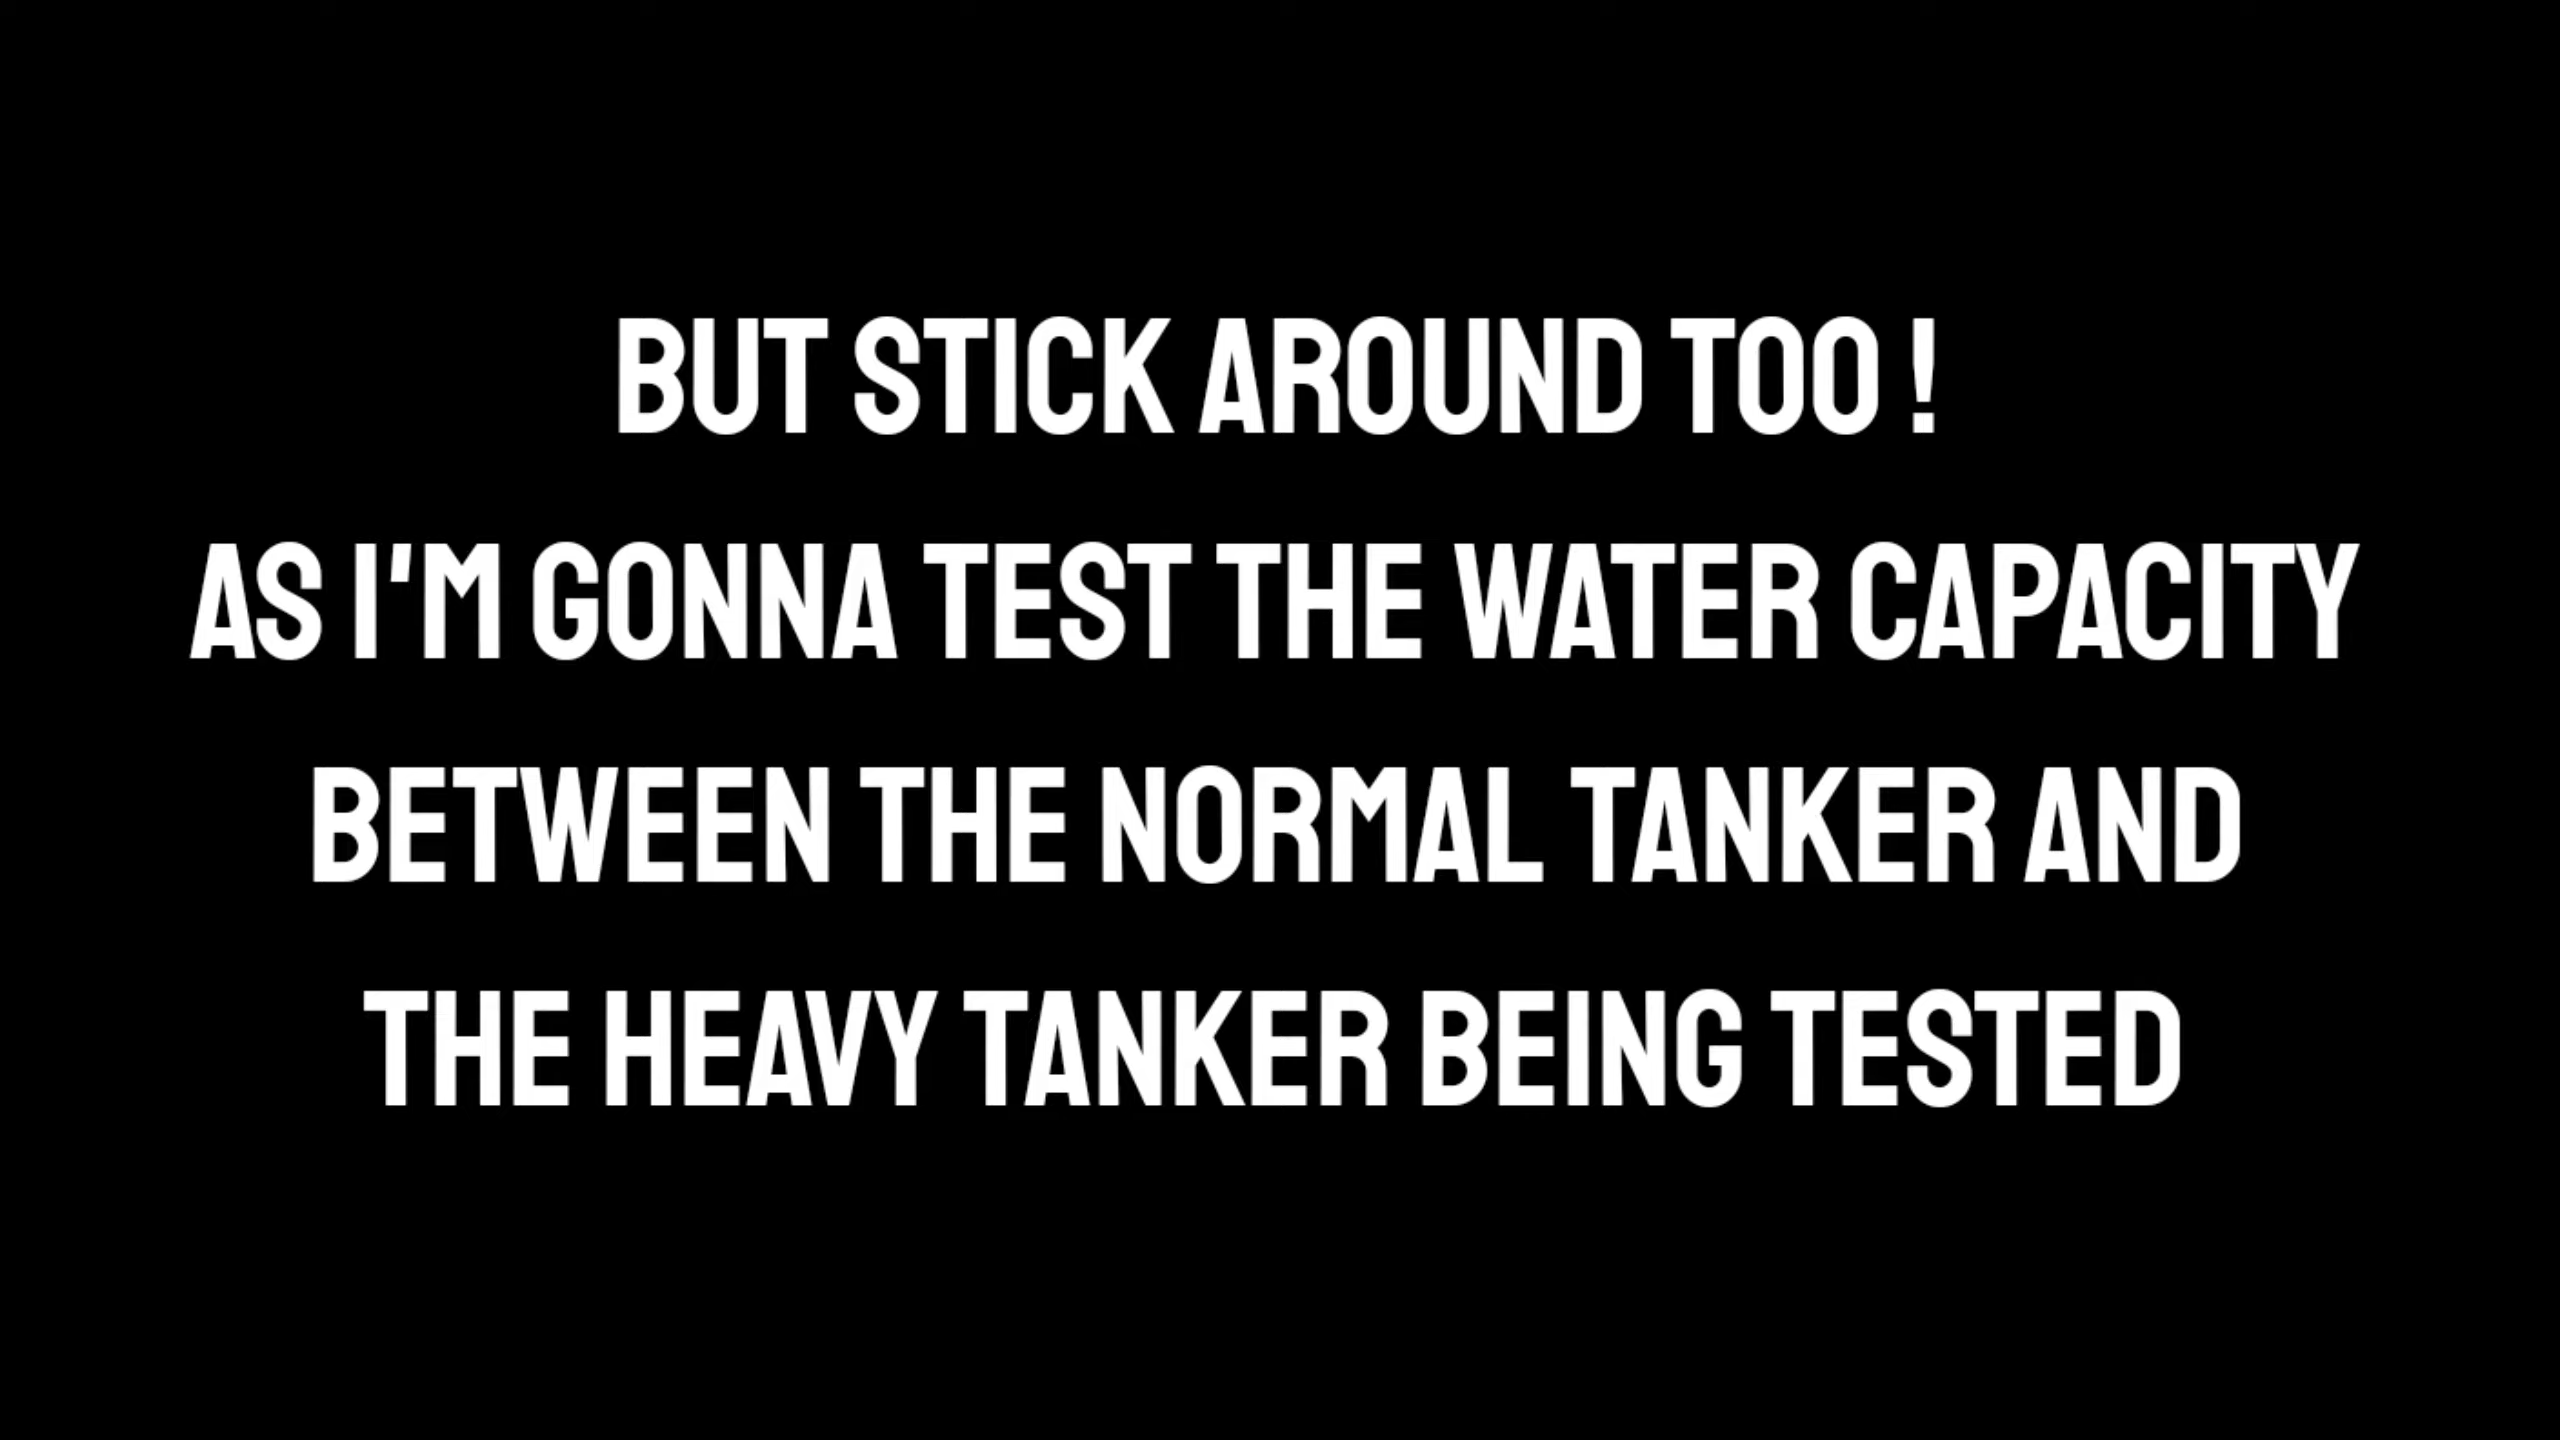 BUT STICK AROUND TOO !
AS I'M GONNA TEST THE WATER CAPACITY
BETWEEN THE NORMAL TANKER AND
THE HEAVY TANKER BEING TESTED